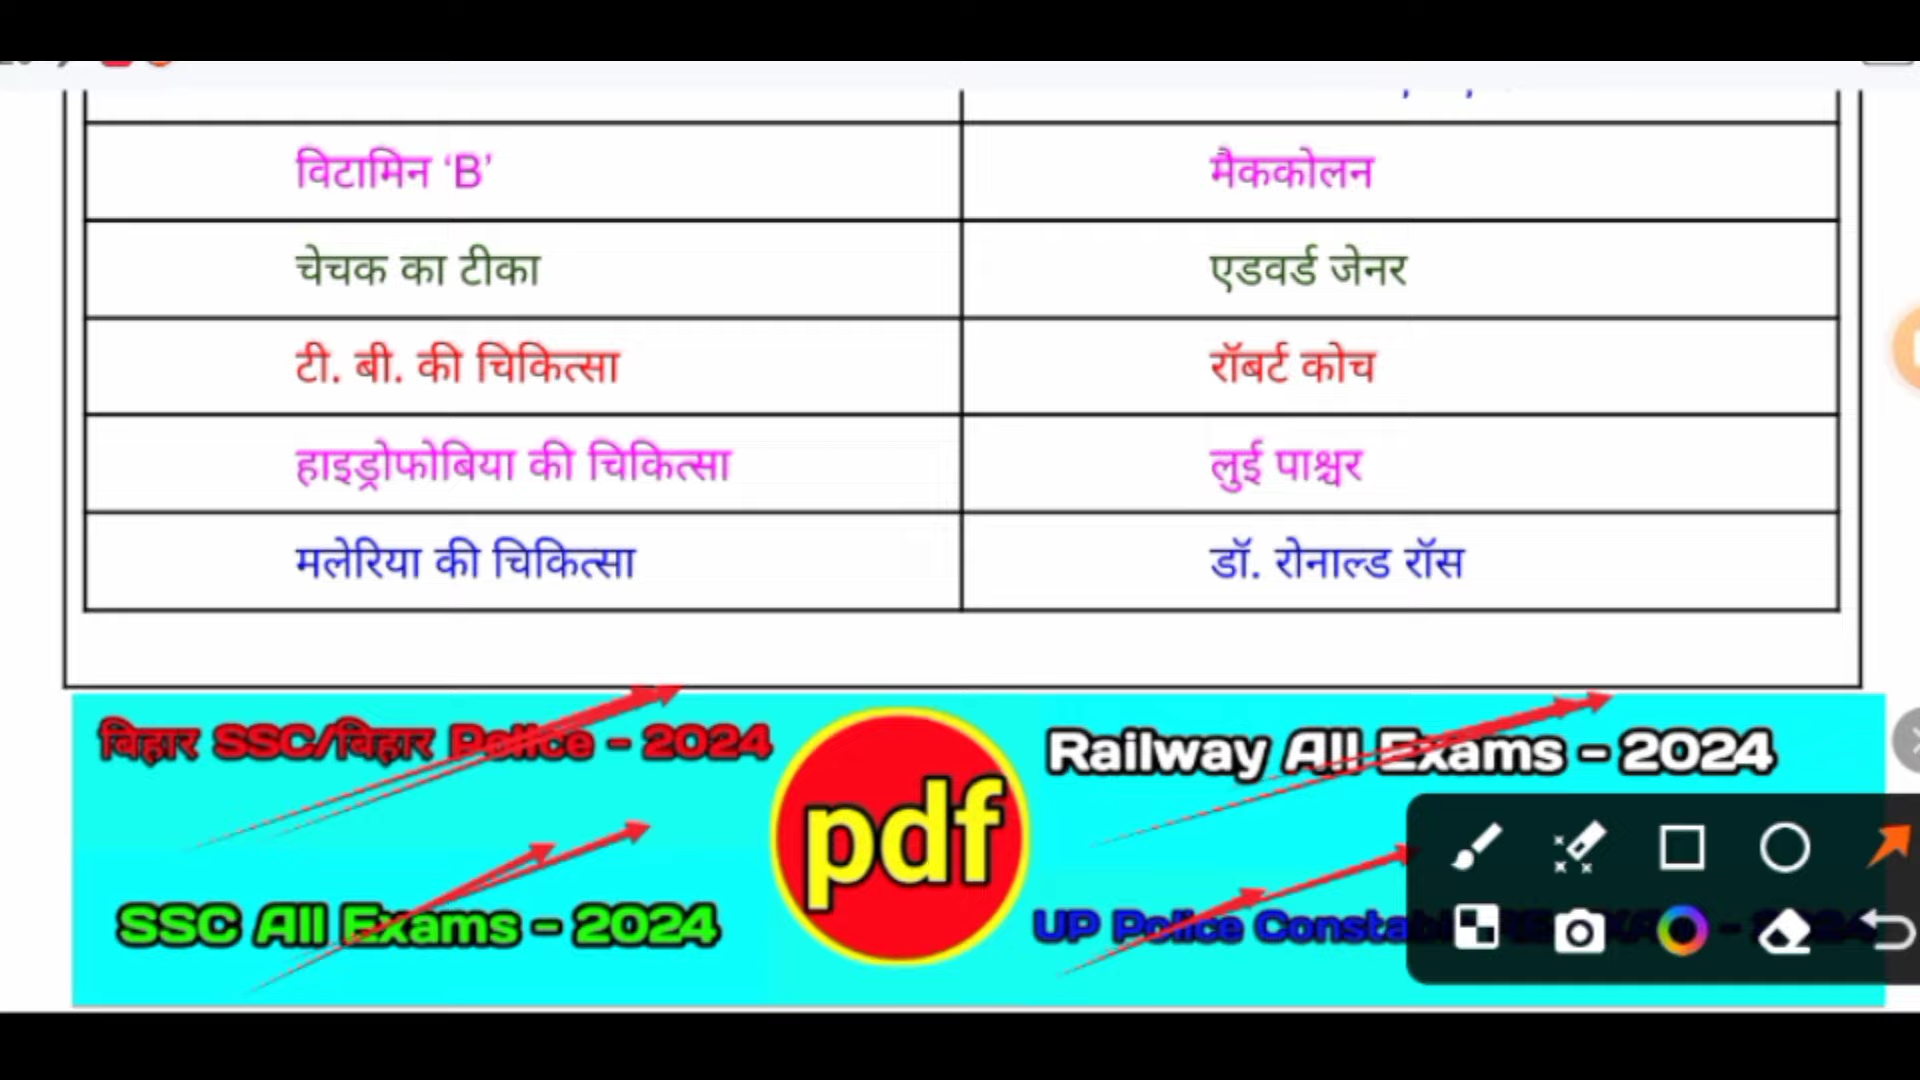 विटामिन ‘B’ मैककोलन
चेचक का टीका एडवर्ड जेनर
टी. बी. की चिकित्सा रॉबर्ट कोच
हाइड्रोफोबिया की चिकित्सा लुई पाश्चर
मलेरिया की चिकित्सा डॉ. रोनाल्ड रॉस
बिहार SSC/बिहार Police - 2024
Railway All Exams - 2024
pdf
SSC All Exams - 2024
UP Police